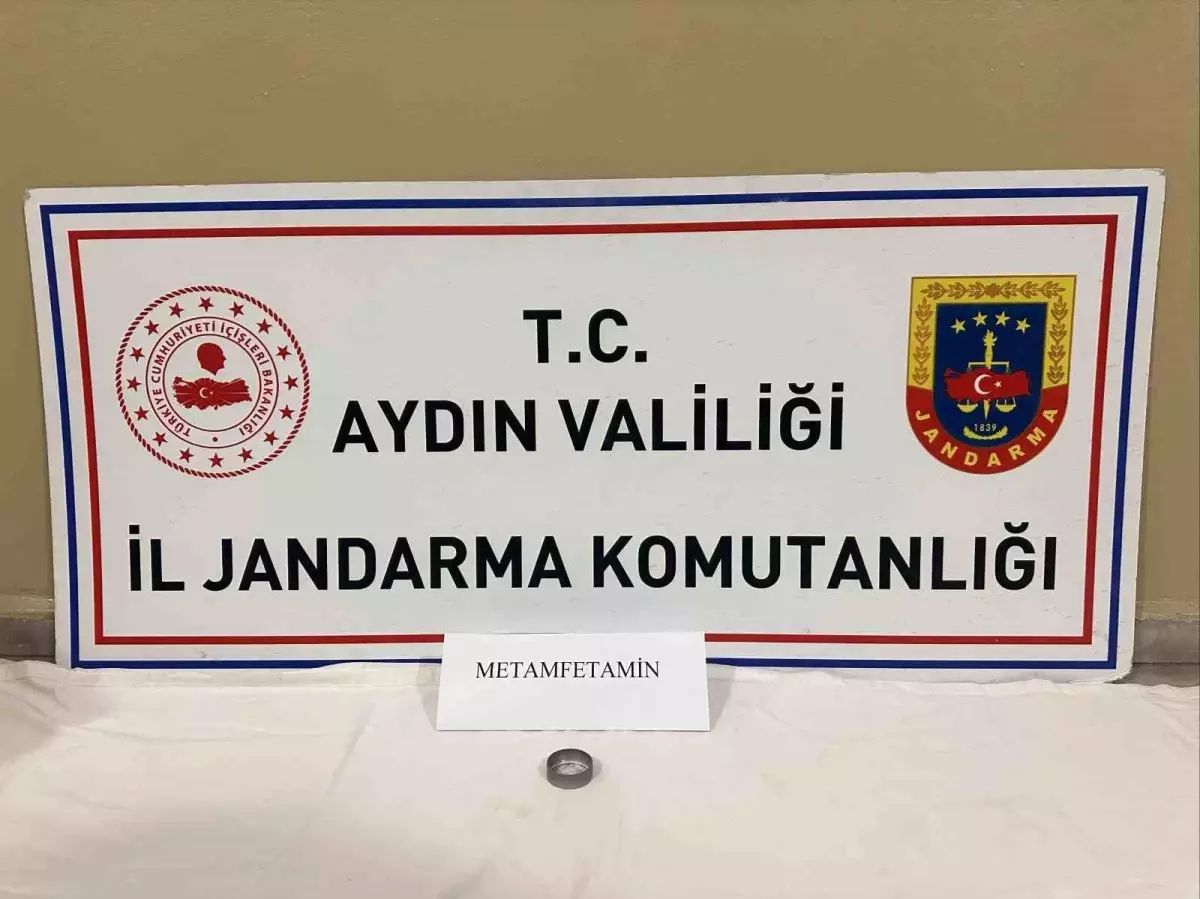 T.C.
AYDIN VALİLİĞİ
İL JANDARMA KOMUTANLIĞI
TÜRKİYE CUMHURİYETİ İÇİŞLERİ BAKANLIĞI
1839
JANDARMA
METAMFETAMİN